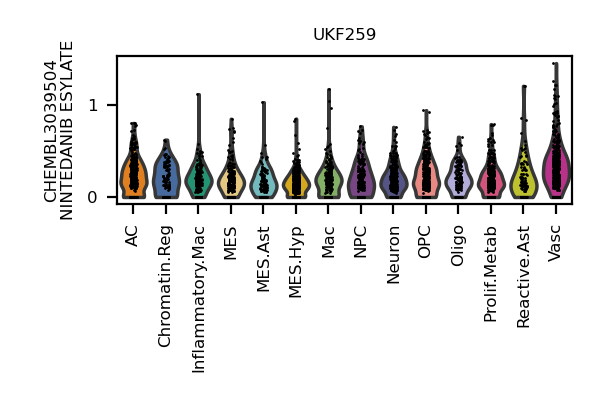 UKF259
CHEMBL3039504
NINTEDANIB ESYLATE
1
0
AC
Chromatin.Reg
Inflammatory.Mac
MES
MES.Ast
MES.Hyp
Mac
NPC
Neuron
OPC
Oligo
Prolif.Metab
Reactive.Ast
Vasc